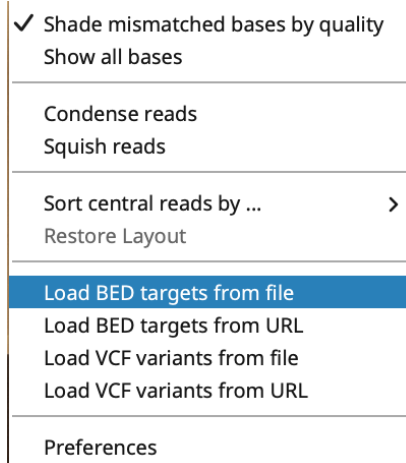 Shade mismatched bases by quality
Show all bases
Condense reads
Squish reads
Sort central reads by ...
Restore Layout
Load BED targets from file
Load BED targets from URL
Load VCF variants from file
Load VCF variants from URL
Preferences